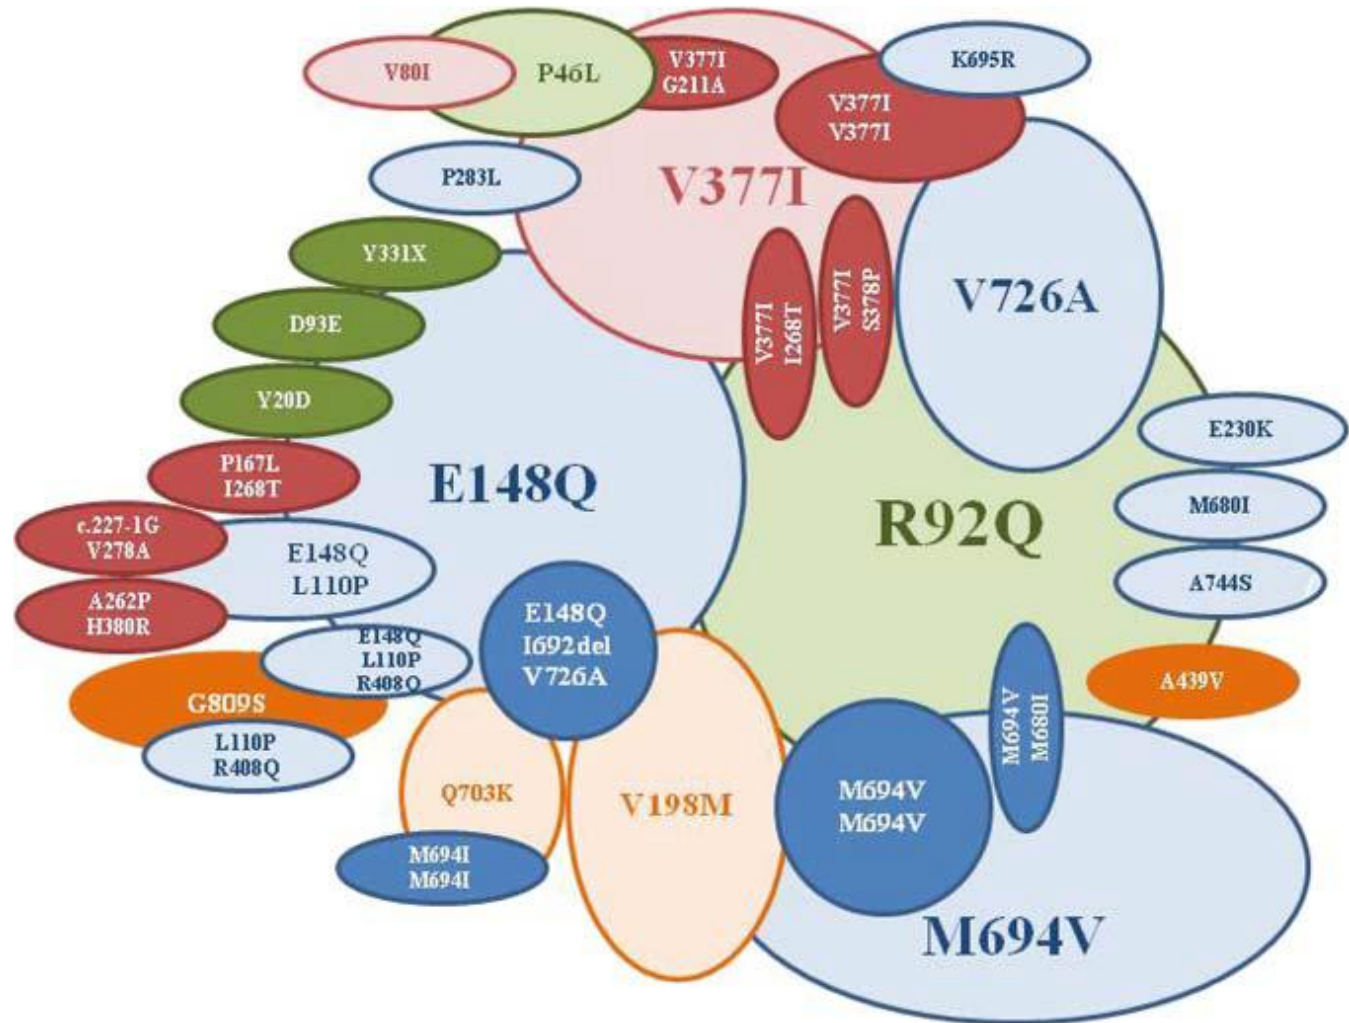 V80I
P46L
V377I
G211A
K695R
V377I
V377I
P283L
V377I
Y331X
V377I
I268T
V377I
S378P
V726A
D93E
Y20D
E230K
P167L
I268T
E148Q
R92Q
M680I
c.227-1G
V278A
E148Q
L110P
A744S
A262P
H380R
E148Q
I692del
V726A
E148Q
L110P
R408Q
A439V
G809S
M694V
M680I
L110P
R408Q
Q703K
V198M
M694V
M694V
M694I
M694I
M694V